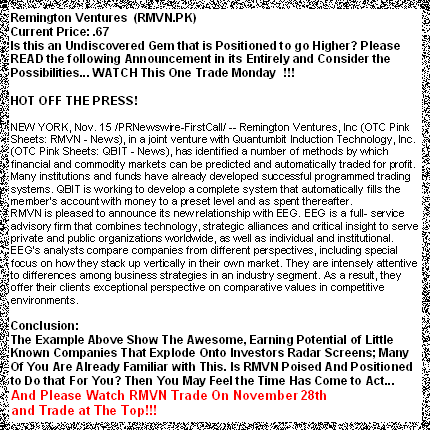 Remington Ventures  (RMVN.PK)
Current Price: .67
Is this an Undiscovered Gem that is Positioned to go Higher? Please
READ the following Announcement in its Entirety and Consider the
Possibilities... WATCH This One Trade Monday  !!!
HOT OFF THE PRESS!
NEW YORK, Nov. 15 /PRNewswire-FirstCall/ -- Remington Ventures, Inc (OTC Pink
Sheets: RMVN - News), in a joint venture with Quantumbit Induction Technology, Inc.
(OTC Pink Sheets: QBIT - News), has identified a number of methods by which
financial and commodity markets can be predicted and automatically traded for profit.
Many institutions and funds have already developed successful programmed trading
systems. QBIT is working to develop a complete system that automatically fills the
member's account with money to a preset level and as spent thereafter.
RMVN is pleased to announce its new relationship with EEG. EEG is a full- service
advisory firm that combines technology, strategic alliances and critical insight to serve
private and public organizations worldwide, as well as individual and institutional.
EEG's analysts compare companies from different perspectives, including special
focus on how they stack up vertically in their own market. They are intensely attentive
to differences among business strategies in an industry segment. As a result, they
offer their clients exceptional perspective on comparative values in competitive
environments.
Conclusion:
The Example Above Show The Awesome, Earning Potential of Little
Known Companies That Explode Onto Investors Radar Screens; Many
Of You Are Already Familiar with This. Is RMVN Poised And Positioned
to Do that For You? Then You May Feel the Time Has Come to Act...
And Please Watch RMVN Trade On November 28th
and Trade at The Top!!!